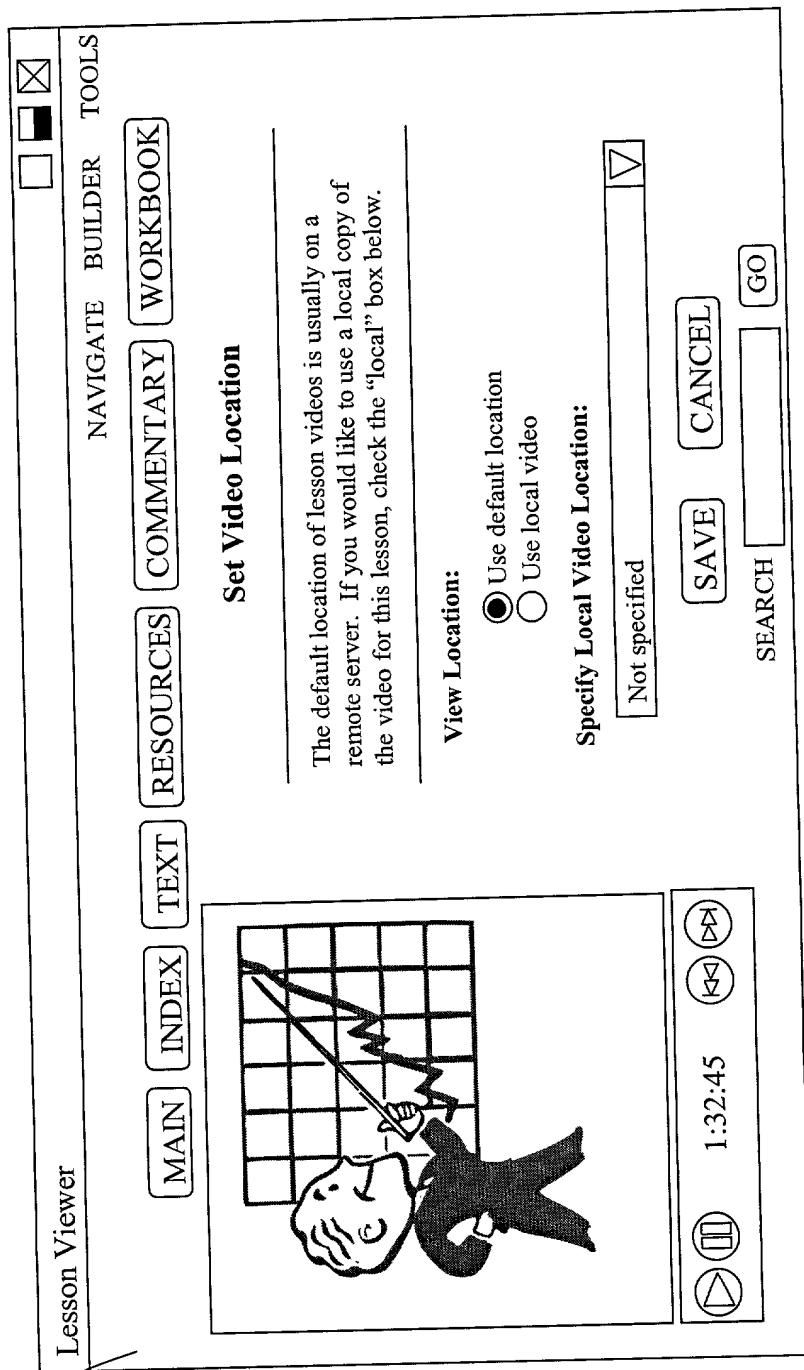 Lesson Viewer
NAVIGATE BUILDER TOOLS
MAIN INDEX TEXT RESOURCES COMMENTARY WORKBOOK
Set Video Location
The default location of lesson videos is usually on a
remote server. If you would like to use a local copy of
the video for this lesson, check the “local” box below.
View Location:
Use default location
Use local video
Specify Local Video Location:
Not specified
SAVE CANCEL
1:32:45
SEARCH GO